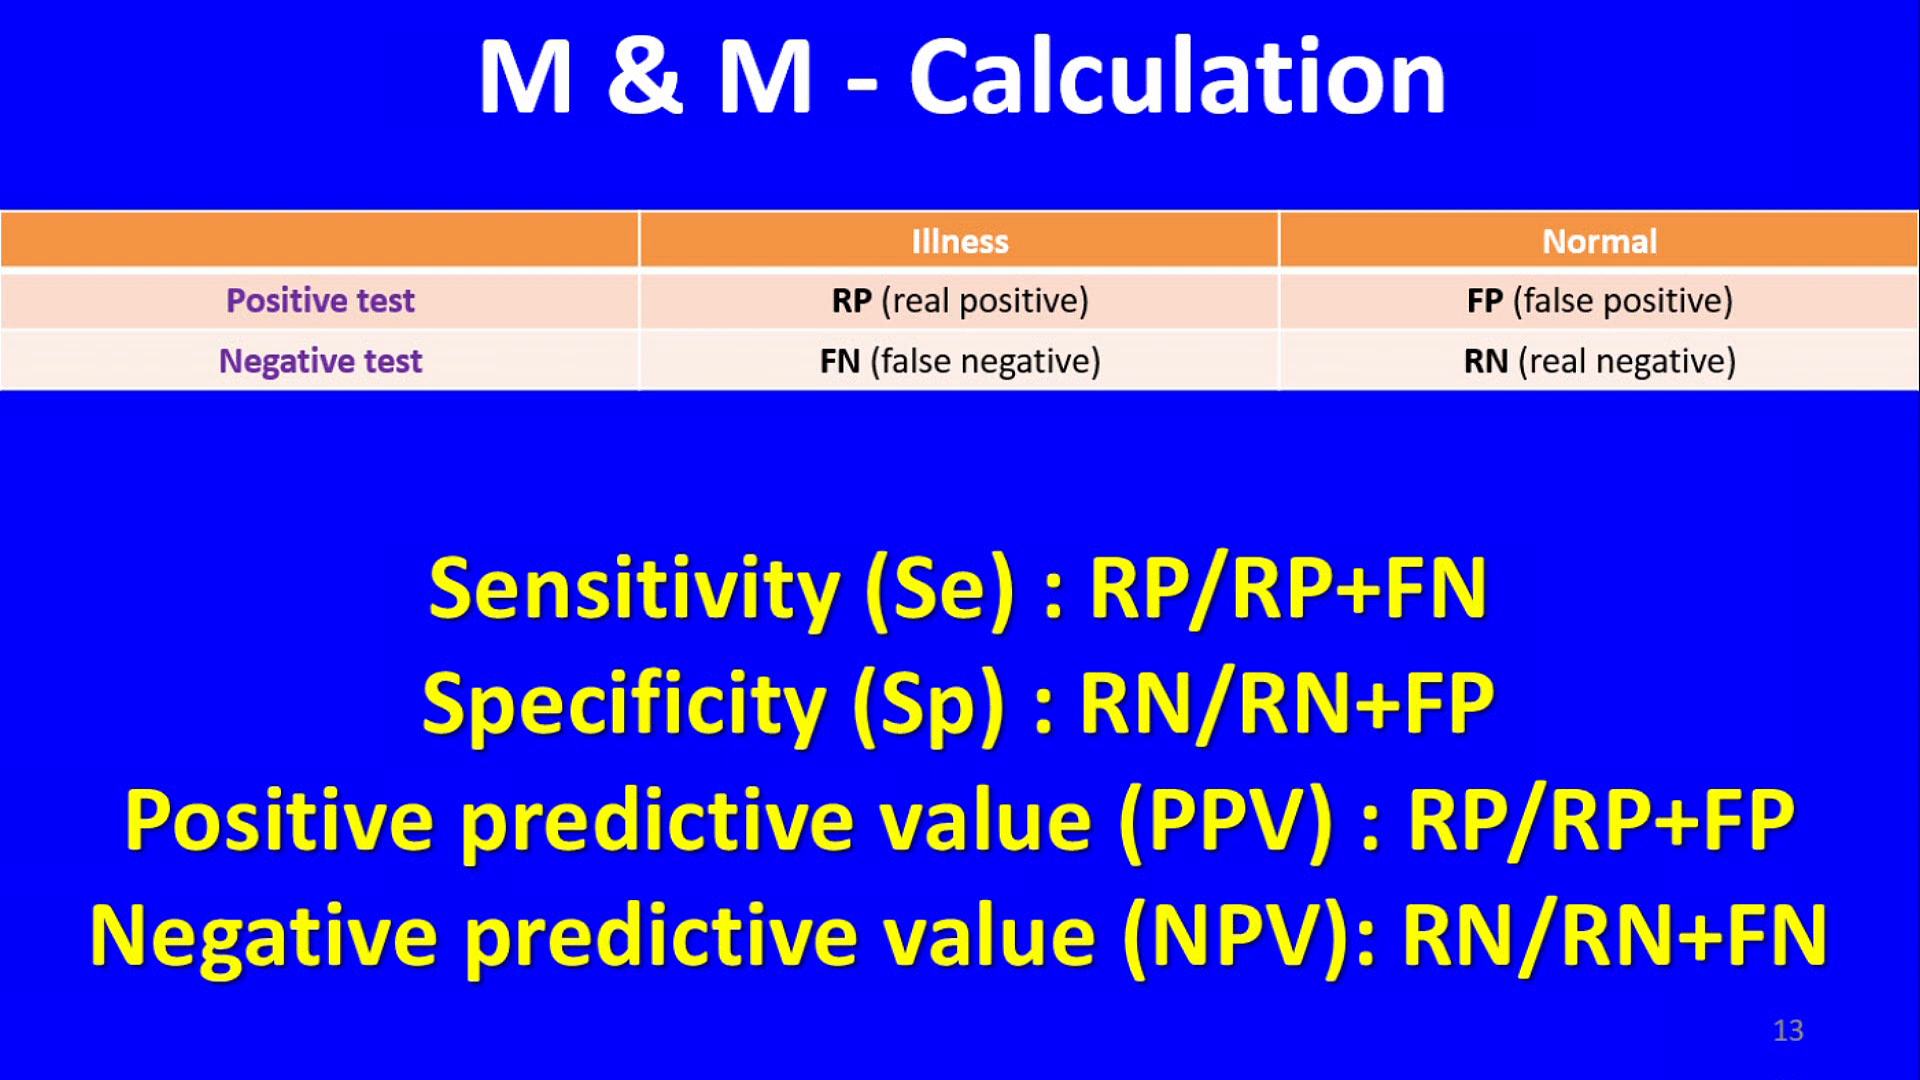 M & M - Calculation
Illness Normal
Positive test RP (real positive) FP (false positive)
Negative test FN (false negative) RN (real negative)
Sensitivity (Se) : RP/RP+FN
Specificity (Sp) : RN/RN+FP
Positive predictive value (PPV) : RP/RP+FP
Negative predictive value (NPV): RN/RN+FN
13